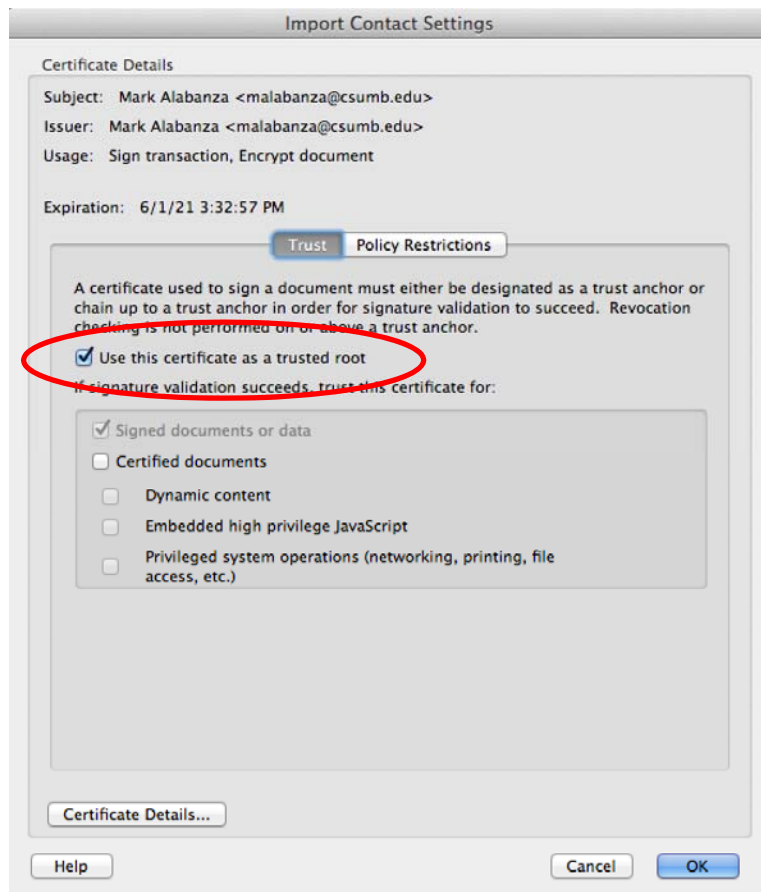 Import Contact Settings
Certificate Details
Subject: Mark Alabanza <malabanza@csumb.edu>
Issuer: Mark Alabanza <malabanza@csumb.edu>
Usage: Sign transaction, Encrypt document
Expiration: 6/1/21 3:32:57 PM
Trust Policy Restrictions
A certificate used to sign a document must either be designated as a trust anchor or
chain up to a trust anchor in order for signature validation to succeed. Revocation
checking is not performed on or above a trust anchor.
Use this certificate as a trusted root
If signature validation succeeds, trust this certificate for:
Signed documents or data
Certified documents
Dynamic content
Embedded high privilege JavaScript
Privileged system operations (networking, printing, file
access, etc.)
Certificate Details...
Help Cancel OK